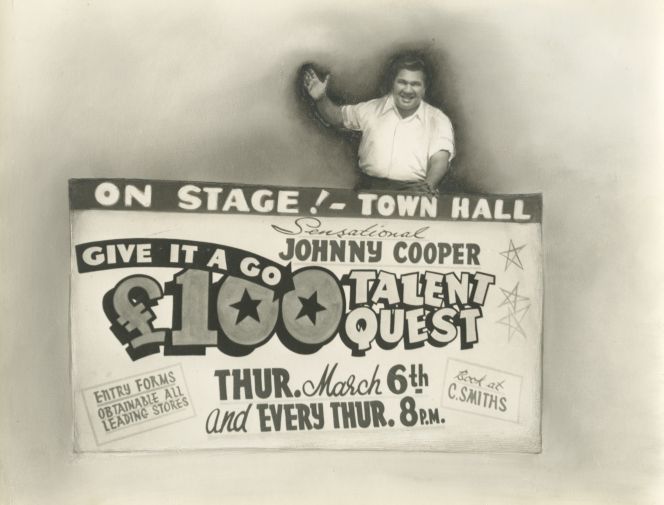 ON STAGE!- TOWN HALL
Sensational
JOHNNY COOPER
GIVE IT A GO
£100 TALENT QUEST
THUR. March 6th
and EVERY THUR. 8P.M.
ENTRY FORMS
OBTAINABLE ALL
LEADING STORES
Book at
C.SMITHS